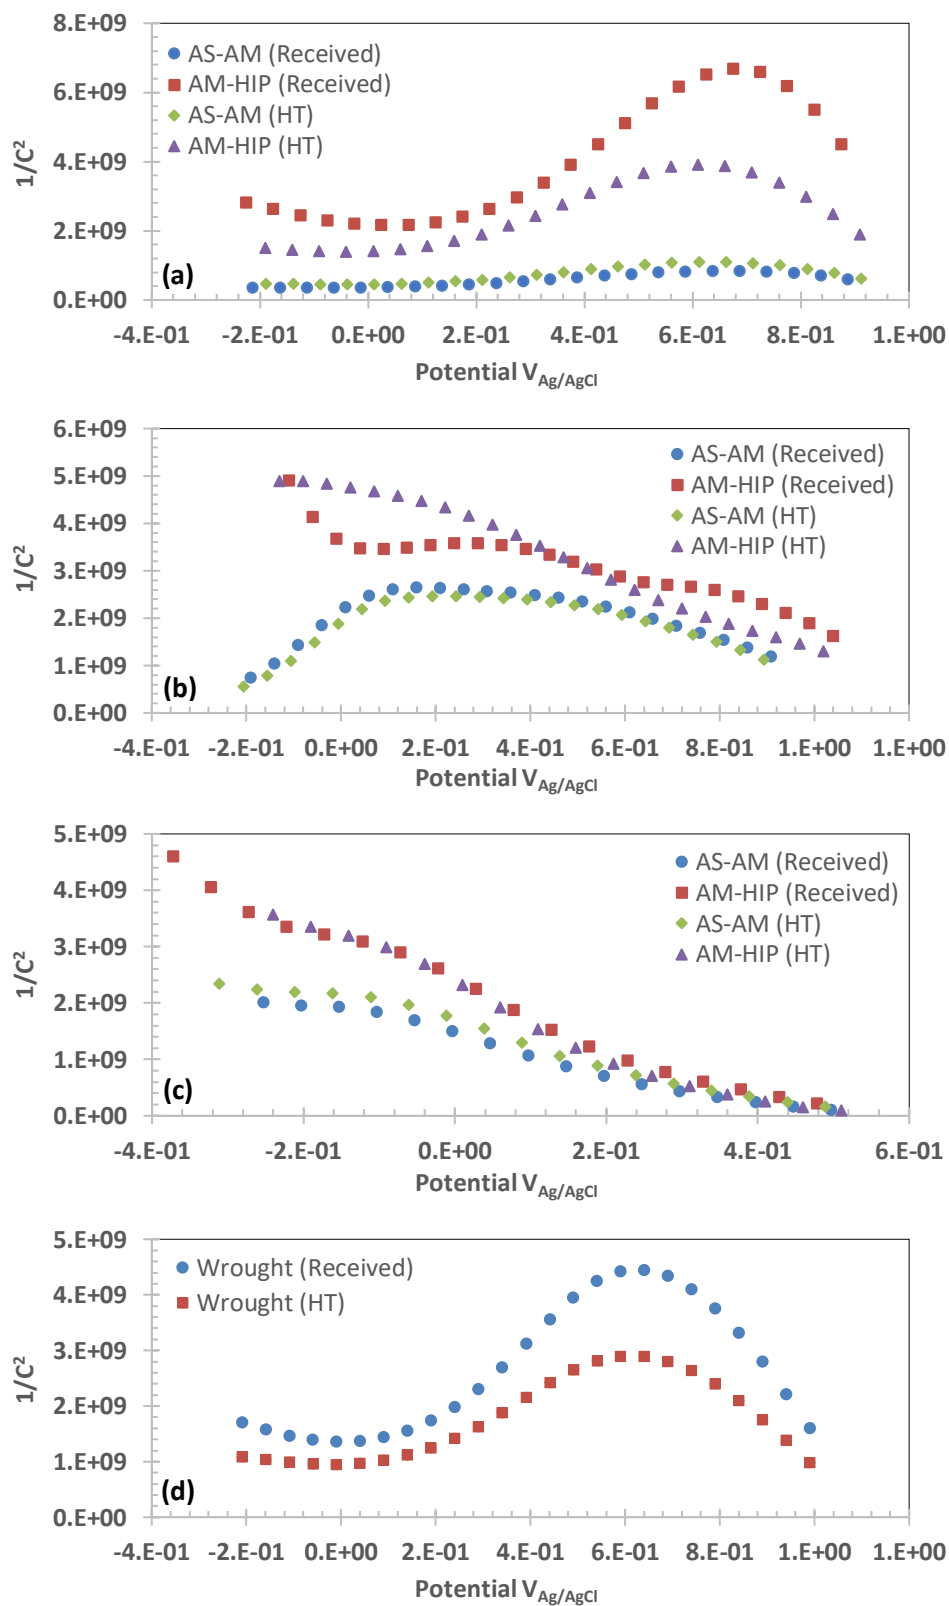 8.E+09
6.E+09
4.E+09
2.E+09
0.E+00
1/C²
AS-AM (Received)
AM-HIP (Received)
AS-AM (HT)
AM-HIP (HT)
(a)
-4.E-01 -2.E-01 0.E+00 2.E-01 4.E-01 6.E-01 8.E-01 1.E+00
Potential V Ag/AgCl
6.E+09
5.E+09
4.E+09
3.E+09
2.E+09
1.E+09
0.E+00
1/C²
AS-AM (Received)
AM-HIP (Received)
AS-AM (HT)
AM-HIP (HT)
(b)
-4.E-01 -2.E-01 0.E+00 2.E-01 4.E-01 6.E-01 8.E-01 1.E+00 1.E+00
Potential V Ag/AgCl
5.E+09
4.E+09
3.E+09
2.E+09
1.E+09
0.E+00
1/C²
AS-AM (Received)
AM-HIP (Received)
AS-AM (HT)
AM-HIP (HT)
(c)
-4.E-01 -2.E-01 0.E+00 2.E-01 4.E-01 6.E-01
Potential V Ag/AgCl
5.E+09
4.E+09
3.E+09
2.E+09
1.E+09
0.E+00
1/C²
Wrought (Received)
Wrought (HT)
(d)
-4.E-01 -2.E-01 0.E+00 2.E-01 4.E-01 6.E-01 8.E-01 1.E+00 1.E+00
Potential V Ag/AgCl